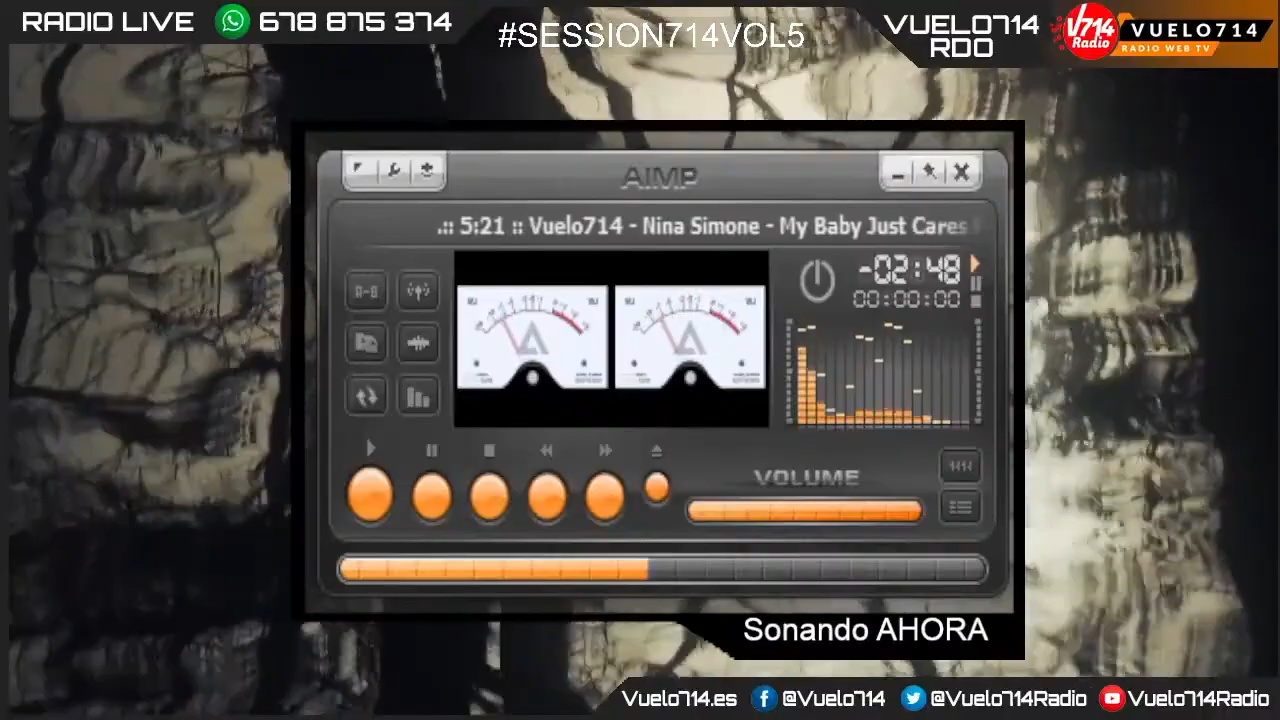 RADIO LIVE 678 875 374
#SESSION714VOL5
VUELO714
RDO
V714
Radio
VUELO714
RADIO WEB TV
AIMP
.:: 5:21 :: Vuelo714 - Nina Simone - My Baby Just Cares
-02:48
00:00:00
A-B
VOLUME
Sonando AHORA
Vuelo714.es @Vuelo714 @Vuelo714Radio Vuelo714Radio